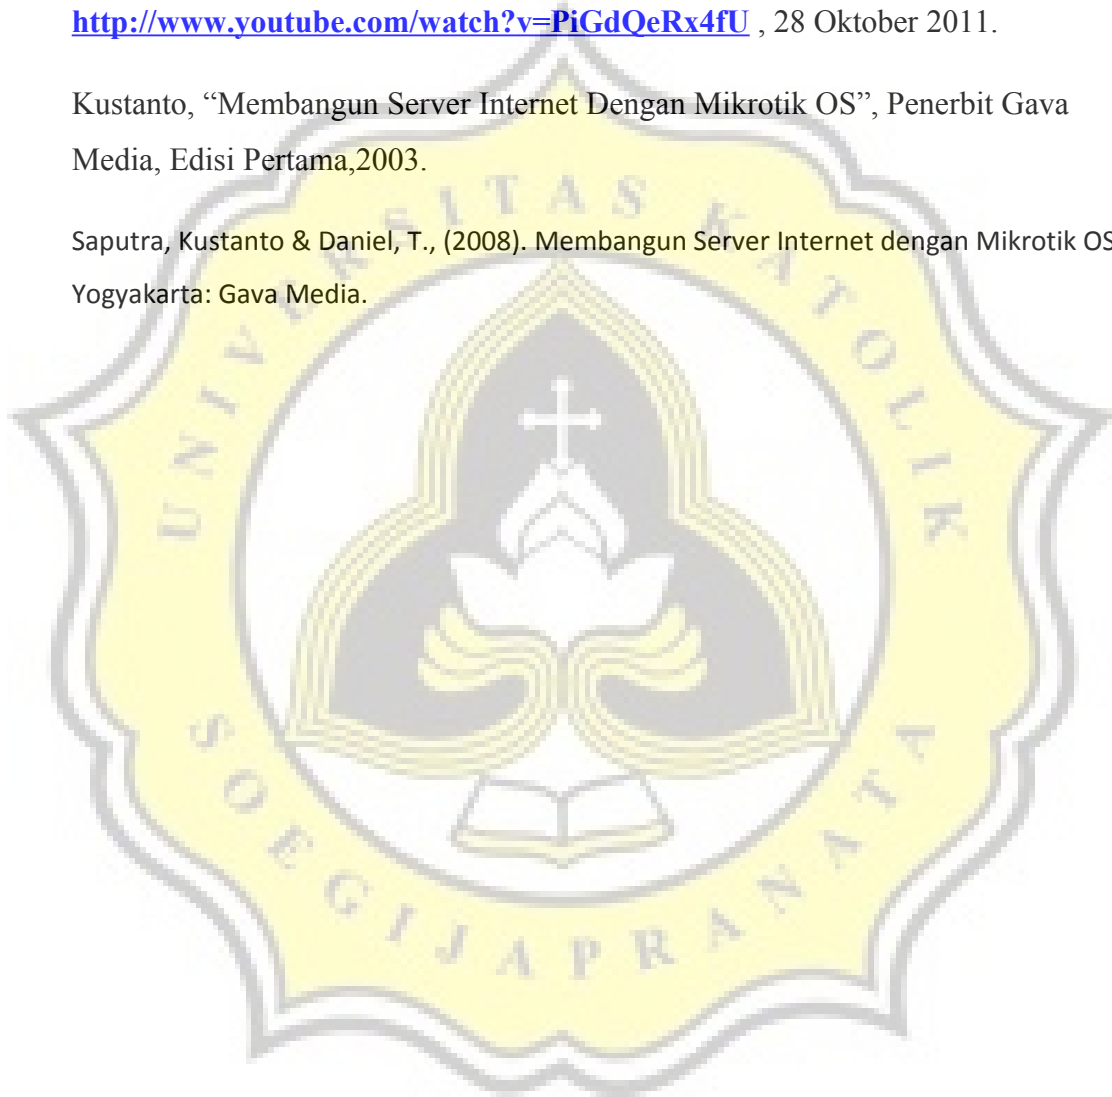 http://www.youtube.com/watch?v=PiGdQeRx4fU , 28 Oktober 2011.
Kustanto, “Membangun Server Internet Dengan Mikrotik OS”, Penerbit Gava
Media, Edisi Pertama,2003.
Saputra, Kustanto & Daniel, T., (2008). Membangun Server Internet dengan Mikrotik OS
Yogyakarta: Gava Media.
UNIVERSITAS KATOLIK
SOEGIJAPRANATA